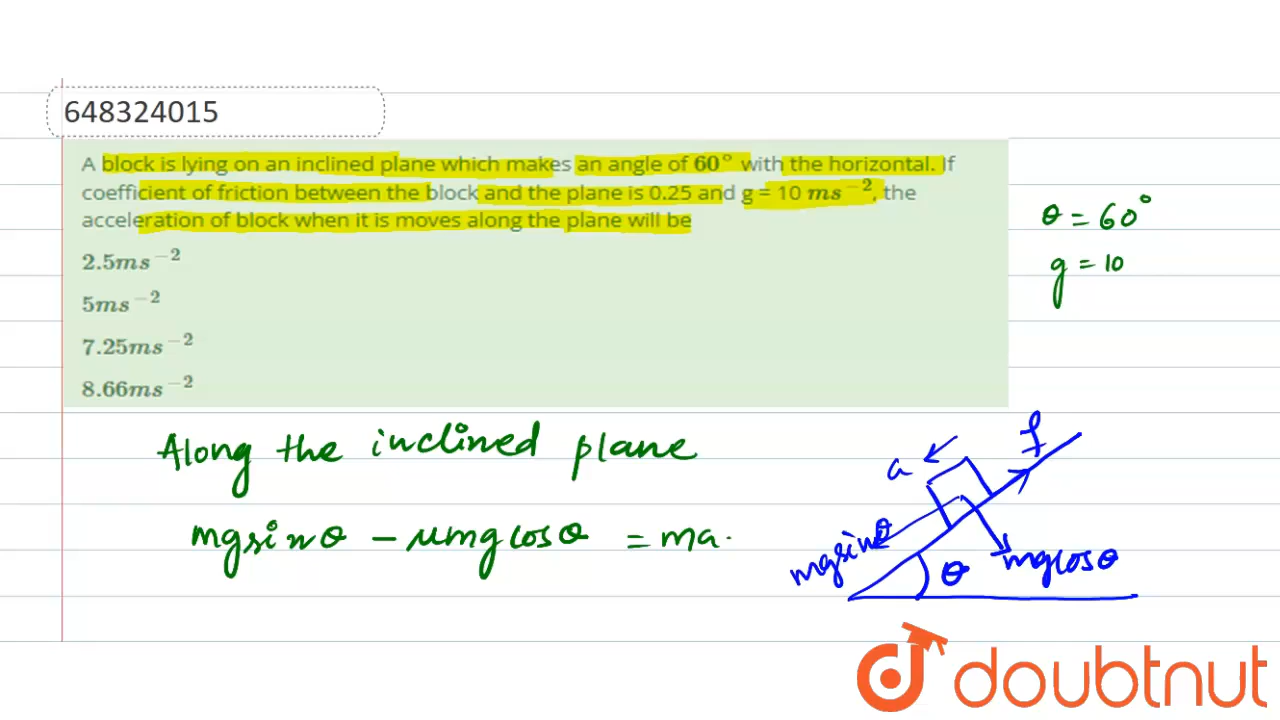 648324015
A block is lying on an inclined plane which makes an angle of 60° with the horizontal. If
coefficient of friction between the block and the plane is 0.25 and g = 10 ms⁻², the
acceleration of block when it is moves along the plane will be
2.5ms⁻²
5ms⁻²
7.25ms⁻²
8.66ms⁻²
θ = 60°
g = 10
Along the inclined plane
mgsinθ - μmgcosθ = ma
f
a
mgsinθ
θ
mgcosθ
doubtnut